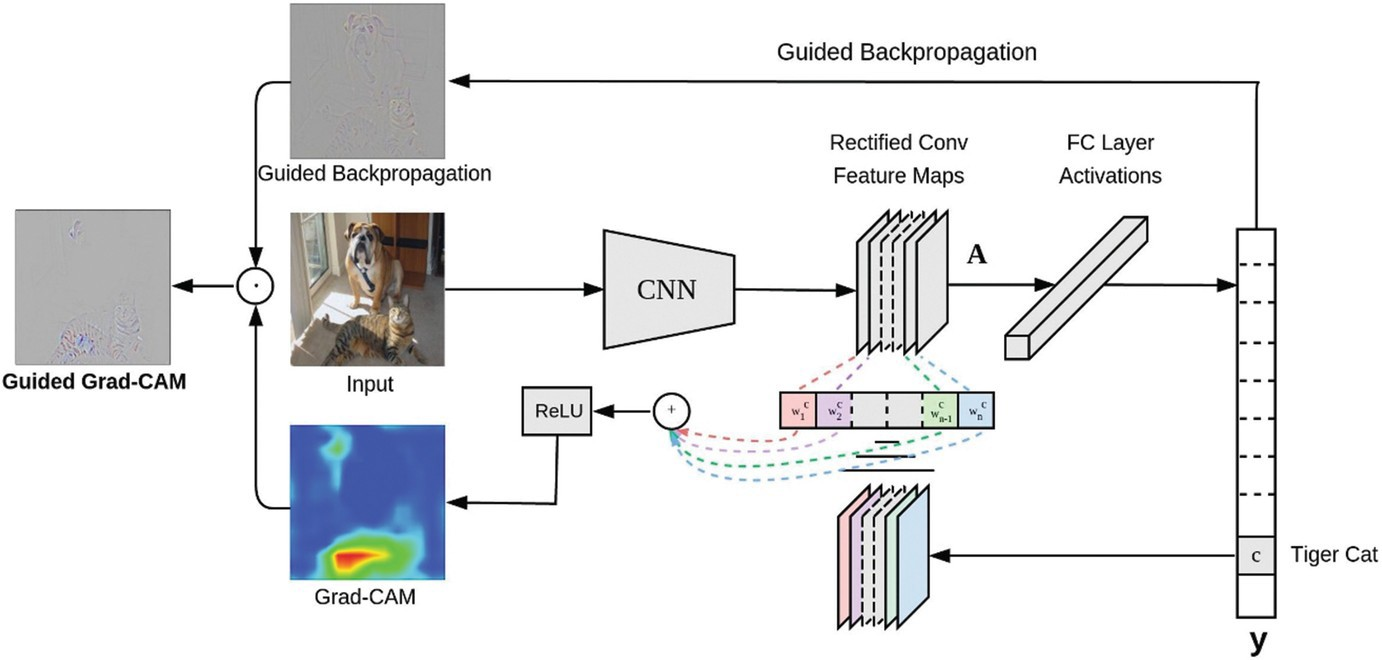 Guided Backpropagation
Rectified Conv
Feature Maps
FC Layer
Activations
Guided Backpropagation
A
CNN
Guided Grad-CAM
Input
ReLU
+
w1c w2c wn-1c wnc
Grad-CAM
c
Tiger Cat
y